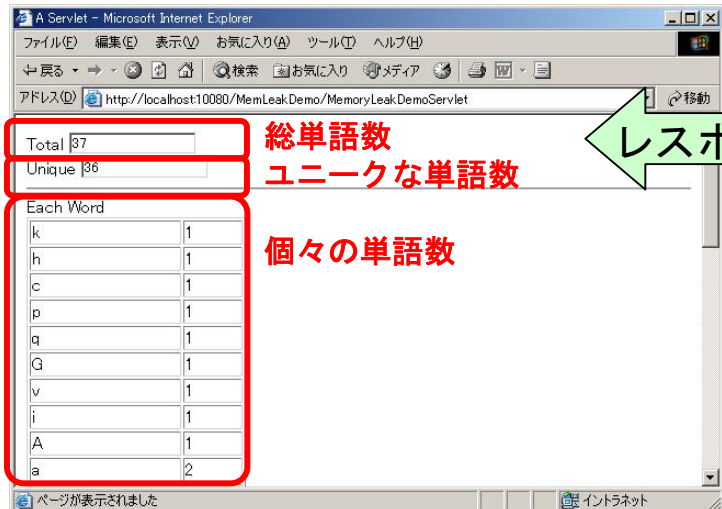 A Servlet - Microsoft Internet Explorer
ファイル(F) 編集(E) 表示(V) お気に入り(A) ツール(T) ヘルプ(H)
戻る 検索 お気に入り メディア
アドレス(D) http://localhost:10080/MemLeakDemo/MemoryLeakDemoServlet 移動
Total 37 総単語数
レスポ
Unique 36 ユニークな単語数
Each Word
k 1
個々の単語数
h 1
c 1
p 1
q 1
G 1
v 1
i 1
A 1
a 2
ページが表示されました イントラネット